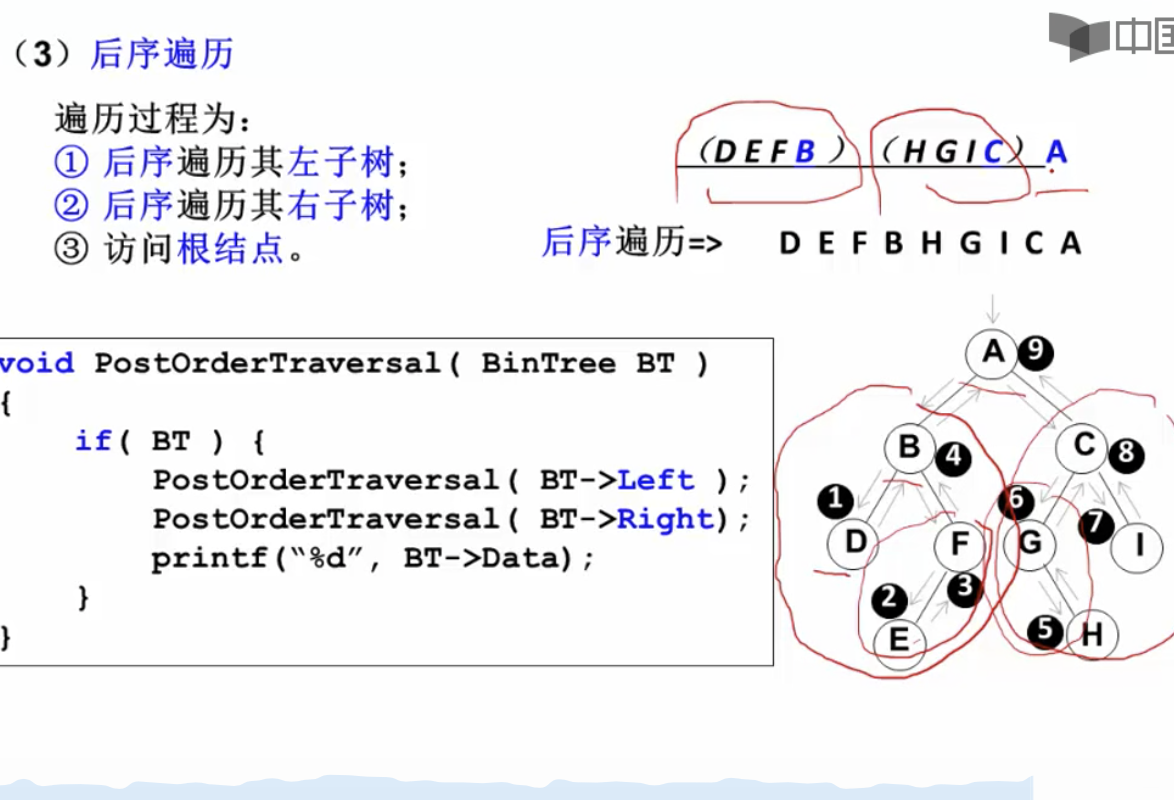 （3）后序遍历
中国
遍历过程为：
① 后序遍历其左子树；
② 后序遍历其右子树；
③ 访问根结点。
（D E F B ）（H G I C）A
后序遍历=> D E F B H G I C A
void PostOrderTraversal( BinTree BT )
{
if( BT ) {
PostOrderTraversal( BT->Left );
PostOrderTraversal( BT->Right);
printf(“%d”, BT->Data);
}
}
A 9
B 4 C 8
1 6 7
D F G I
2 3 5
E H